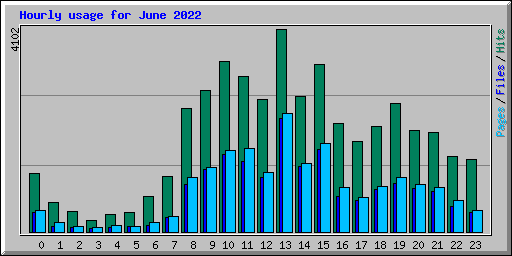 Hourly usage for June 2022
4102
Pages/Files/Hits
0 1 2 3 4 5 6 7 8 9 10 11 12 13 14 15 16 17 18 19 20 21 22 23